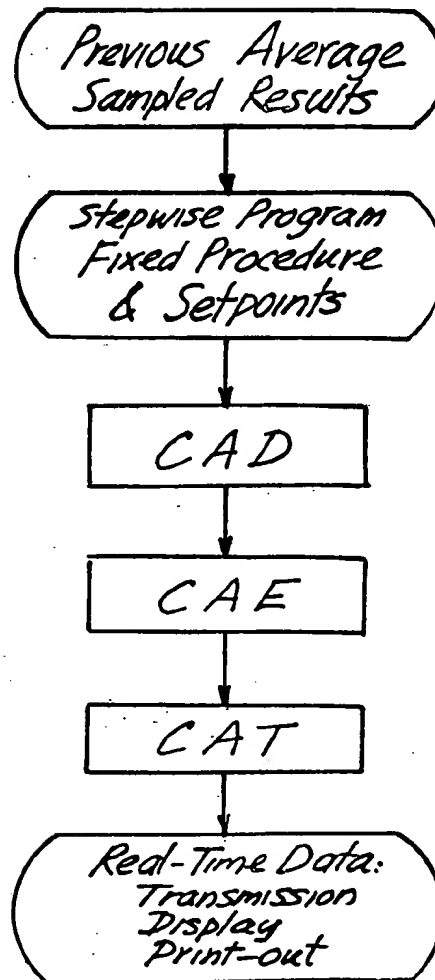 Previous Average
Sampled Results
Stepwise Program
Fixed Procedure
& Setpoints
CAD
CAE
CAT
Real-Time Data:
Transmission
Display
Print-out